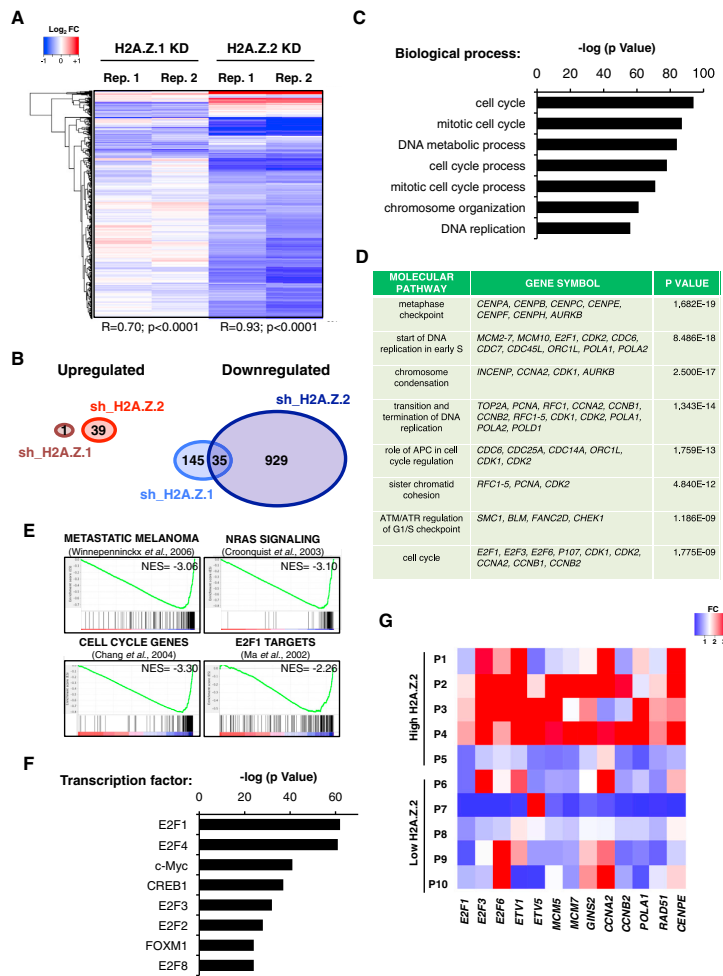 A
Log2 FC
-1 0 +1
H2A.Z.1 KD H2A.Z.2 KD
Rep. 1 Rep. 2 Rep. 1 Rep. 2
R=0.70; p<0.0001 R=0.93; p<0.0001
B
Upregulated Downregulated
sh_H2A.Z.2
1 39
sh_H2A.Z.1
sh_H2A.Z.2
145 35 929
sh_H2A.Z.1
C
Biological process: -log (p Value)
0 20 40 60 80 100
cell cycle
mitotic cell cycle
DNA metabolic process
cell cycle process
mitotic cell cycle process
chromosome organization
DNA replication
D
MOLECULAR PATHWAY GENE SYMBOL P VALUE
metaphase checkpoint CENPA, CENPB, CENPC, CENPE, CENPF, CENPH, AURKB 1,682E-19
start of DNA replication in early S MCM2-7, MCM10, E2F1, CDK2, CDC6, CDC7, CDC45L, ORC1L, POLA1, POLA2 8.486E-18
chromosome condensation INCENP, CCNA2, CDK1, AURKB 2.500E-17
transition and termination of DNA replication TOP2A, PCNA, RFC1, CCNA2, CCNB1, CCNB2, RFC1-5, CDK1, CDK2, POLA1, POLA2, POLD1 1,343E-14
role of APC in cell cycle regulation CDC6, CDC25A, CDC14A, ORC1L, CDK1, CDK2 1,759E-13
sister chromatid cohesion RFC1-5, PCNA, CDK2 4.840E-12
ATM/ATR regulation of G1/S checkpoint SMC1, BLM, FANC2D, CHEK1 1.186E-09
cell cycle E2F1, E2F3, E2F6, P107, CDK1, CDK2, CCNA2, CCNB1, CCNB2 1,775E-09
E
METASTATIC MELANOMA
(Winnepenninckx et al., 2006)
NES= -3.06
NRAS SIGNALING
(Croonquist et al., 2003)
NES= -3.10
CELL CYCLE GENES
(Chang et al., 2004)
NES= -3.30
E2F1 TARGETS
(Ma et al., 2002)
NES= -2.26
F
Transcription factor: -log (p Value)
0 20 40 60
E2F1
E2F4
c-Myc
CREB1
E2F3
E2F2
FOXM1
E2F8
G
FC
1 2 3
High H2A.Z.2
P1
P2
P3
P4
P5
Low H2A.Z.2
P6
P7
P8
P9
P10
E2F1 E2F3 E2F6 ETV1 ETV5 MCM5 MCM7 GINS2 CCNA2 CCNB2 POLA1 RAD51 CENPE